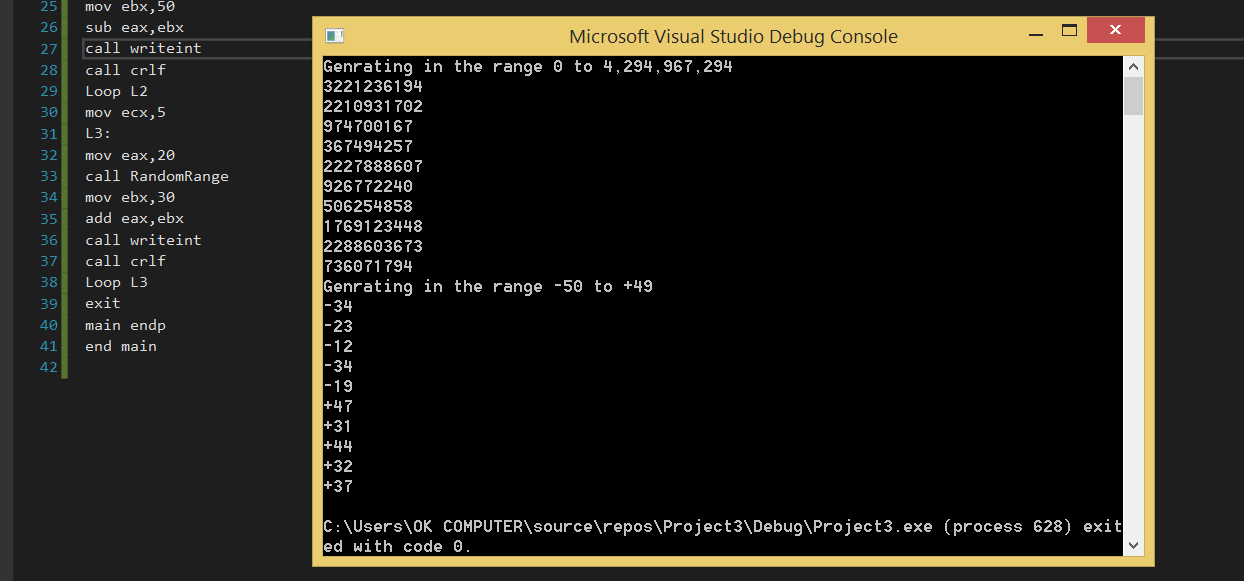 25 mov ebx,50
26 sub eax,ebx
27 call writeint
28 call crlf
29 Loop L2
30 mov ecx,5
31 L3:
32 mov eax,20
33 call RandomRange
34 mov ebx,30
35 add eax,ebx
36 call writeint
37 call crlf
38 Loop L3
39 exit
40 main endp
41 end main
42
Microsoft Visual Studio Debug Console
Genrating in the range 0 to 4,294,967,294
3221236194
2210931702
974700167
367494257
2227888607
926772240
506254858
1769123448
2288603673
736071794
Genrating in the range -50 to +49
-34
-23
-12
-34
-19
+47
+31
+44
+32
+37
C:\Users\OK COMPUTER\source\repos\Project3\Debug\Project3.exe (process 628) exit
ed with code 0.